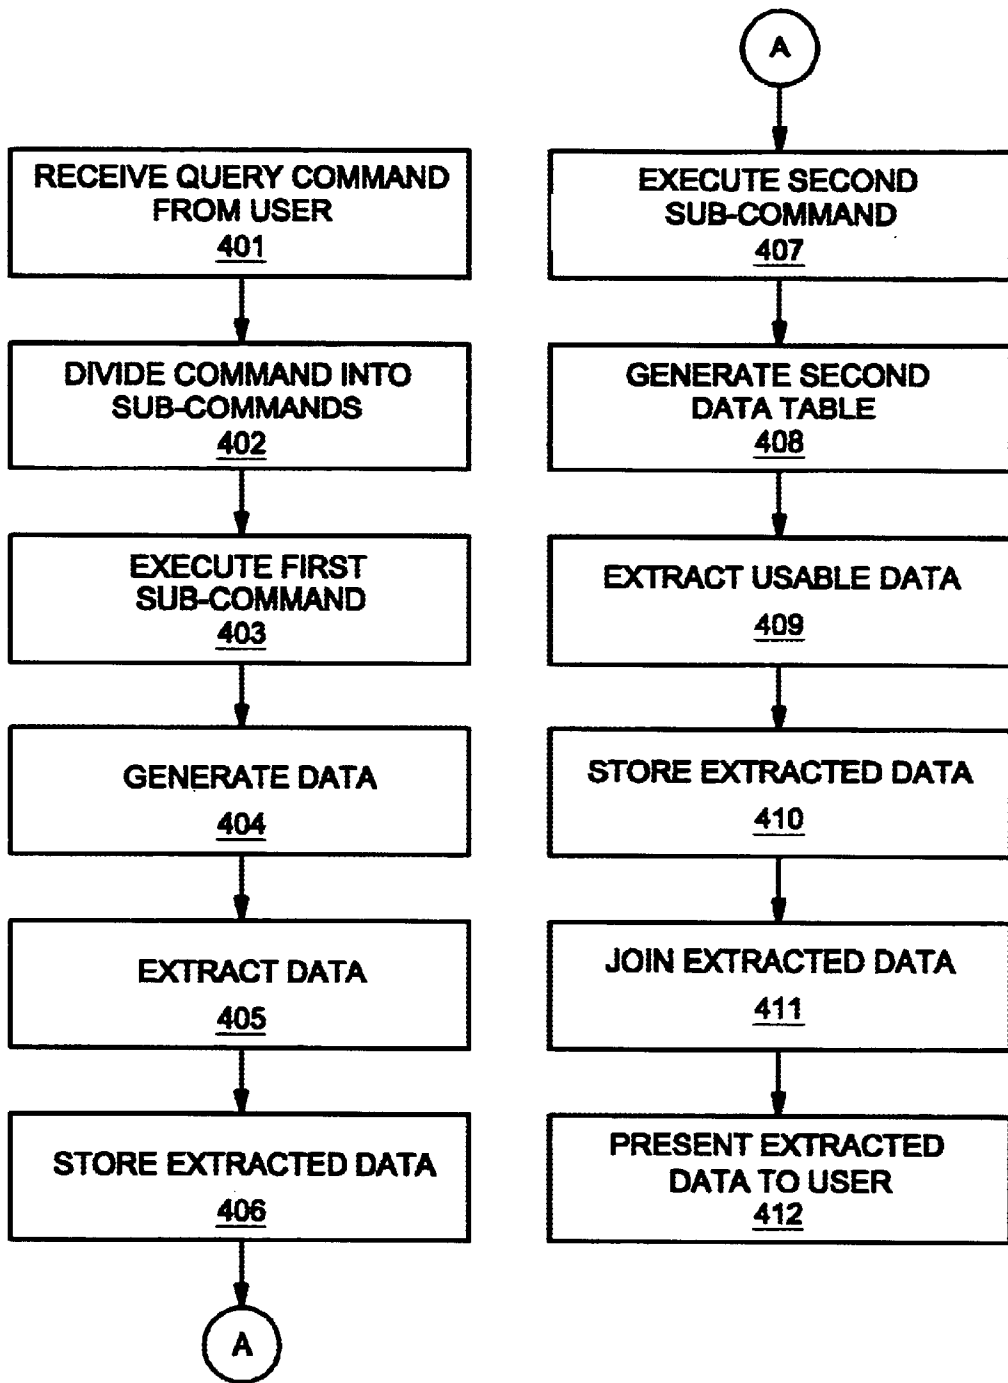 RECEIVE QUERY COMMAND
FROM USER
401
DIVIDE COMMAND INTO
SUB-COMMANDS
402
EXECUTE FIRST
SUB-COMMAND
403
GENERATE DATA
404
EXTRACT DATA
405
STORE EXTRACTED DATA
406
A
A
EXECUTE SECOND
SUB-COMMAND
407
GENERATE SECOND
DATA TABLE
408
EXTRACT USABLE DATA
409
STORE EXTRACTED DATA
410
JOIN EXTRACTED DATA
411
PRESENT EXTRACTED
DATA TO USER
412